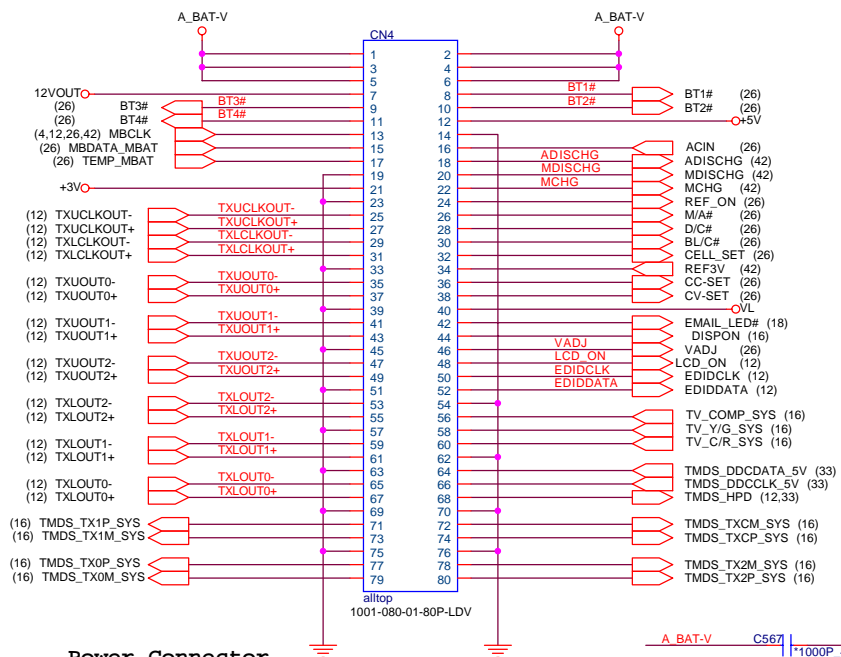 A_BAT-V A_BAT-V
CN4
1 2
3 4
5 6
12VOUT 7 8 BT1# BT1# (26)
(26) BT3# BT3# 9 10 BT2# BT2# (26)
(26) BT4# BT4# 11 12 +5V
(4,12,26,42) MBCLK 13 14
(26) MBDATA_MBAT 15 16 ACIN (26)
(26) TEMP_MBAT 17 18 ADISCHG ADISCHG (42)
19 20 MDISCHG MDISCHG (42)
+3V 21 22 MCHG MCHG (42)
23 24 REF_ON (26)
(12) TXUCLKOUT- TXUCLKOUT- 25 26 M/A# (26)
(12) TXUCLKOUT+ TXUCLKOUT+ 27 28 D/C# (26)
(12) TXLCLKOUT- TXLCLKOUT- 29 30 BL/C# (26)
(12) TXLCLKOUT+ TXLCLKOUT+ 31 32 CELL_SET (26)
33 34 REF3V (42)
(12) TXUOUT0- TXUOUT0- 35 36 CC-SET (26)
(12) TXUOUT0+ TXUOUT0+ 37 38 CV-SET (26)
39 40 VL
(12) TXUOUT1- TXUOUT1- 41 42 EMAIL_LED# (18)
(12) TXUOUT1+ TXUOUT1+ 43 44 DISPON (16)
45 46 VADJ VADJ (26)
(12) TXUOUT2- TXUOUT2- 47 48 LCD_ON LCD_ON (12)
(12) TXUOUT2+ TXUOUT2+ 49 50 EDIDCLK EDIDCLK (12)
51 52 EDIDDATA EDIDDATA (12)
(12) TXLOUT2- TXLOUT2- 53 54
(12) TXLOUT2+ TXLOUT2+ 55 56 TV_COMP_SYS (16)
57 58 TV_Y/G_SYS (16)
(12) TXLOUT1- TXLOUT1- 59 60 TV_C/R_SYS (16)
(12) TXLOUT1+ TXLOUT1+ 61 62
63 64 TMDS_DDCDATA_5V (33)
(12) TXLOUT0- TXLOUT0- 65 66 TMDS_DDCCLK_5V (33)
(12) TXLOUT0+ TXLOUT0+ 67 68 TMDS_HPD (12,33)
69 70
(16) TMDS_TX1P_SYS 71 72 TMDS_TXCM_SYS (16)
(16) TMDS_TX1M_SYS 73 74 TMDS_TXCP_SYS (16)
75 76
(16) TMDS_TX0P_SYS 77 78 TMDS_TX2M_SYS (16)
(16) TMDS_TX0M_SYS 79 80 TMDS_TX2P_SYS (16)
alltop
1001-080-01-80P-LDV
A_BAT-V C567
Power Connector *1000P_